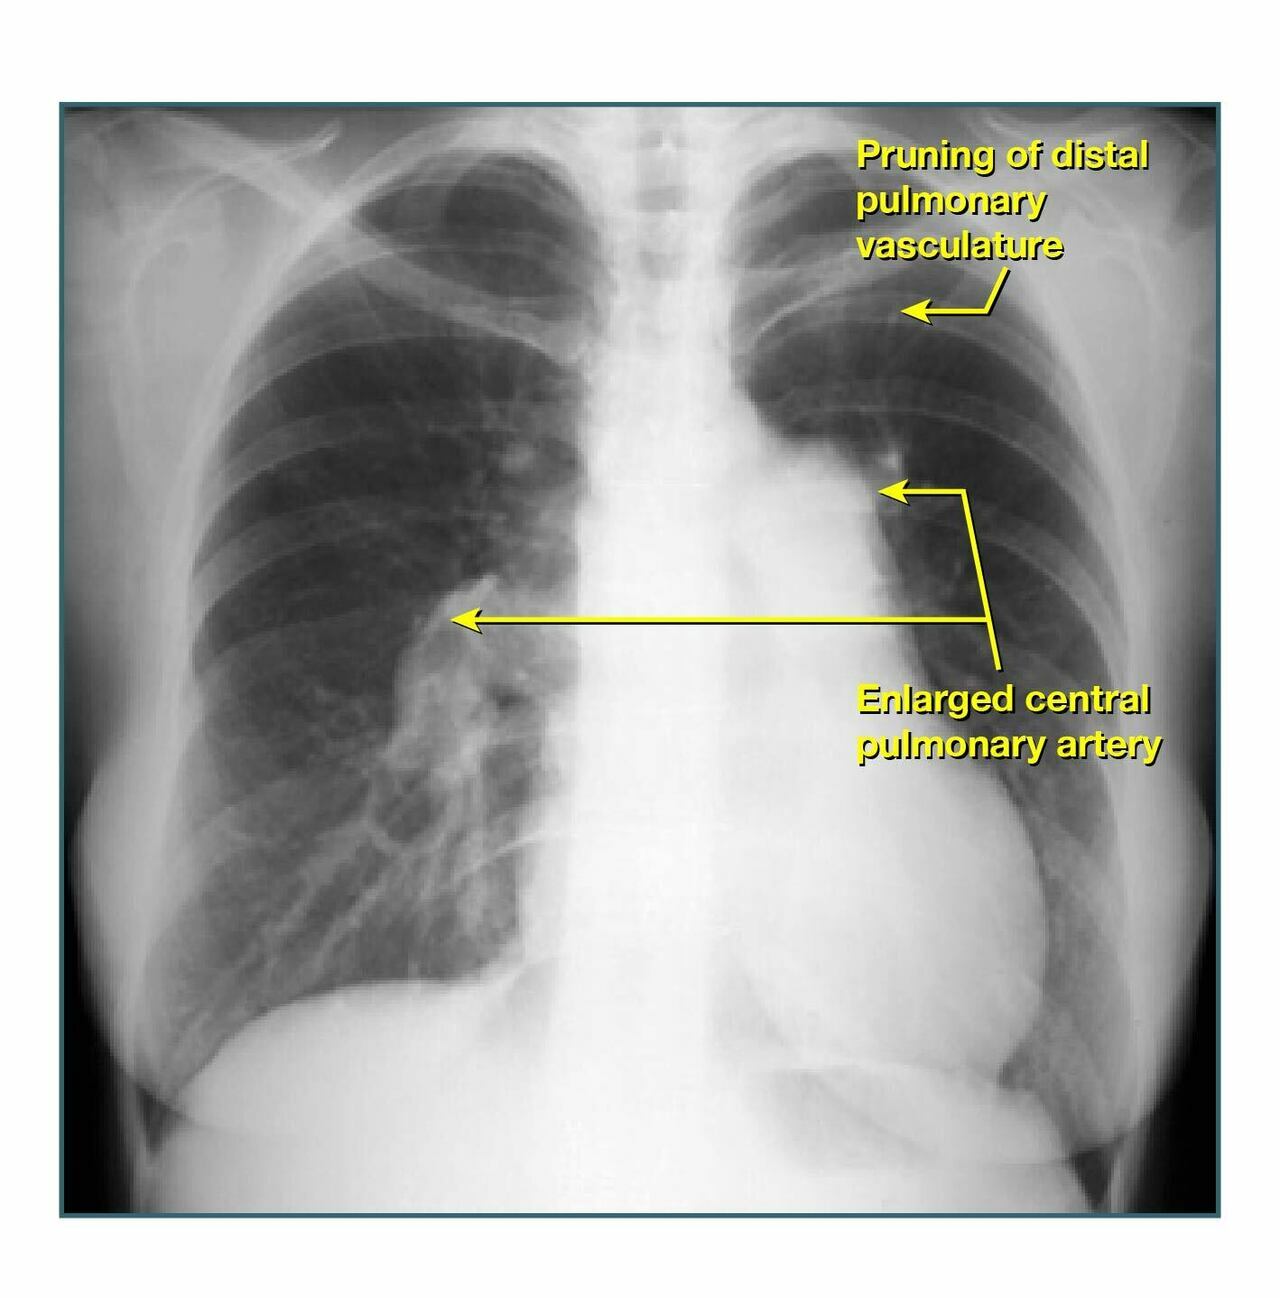 Pruning of distal
pulmonary
vasculature
Enlarged central
pulmonary artery